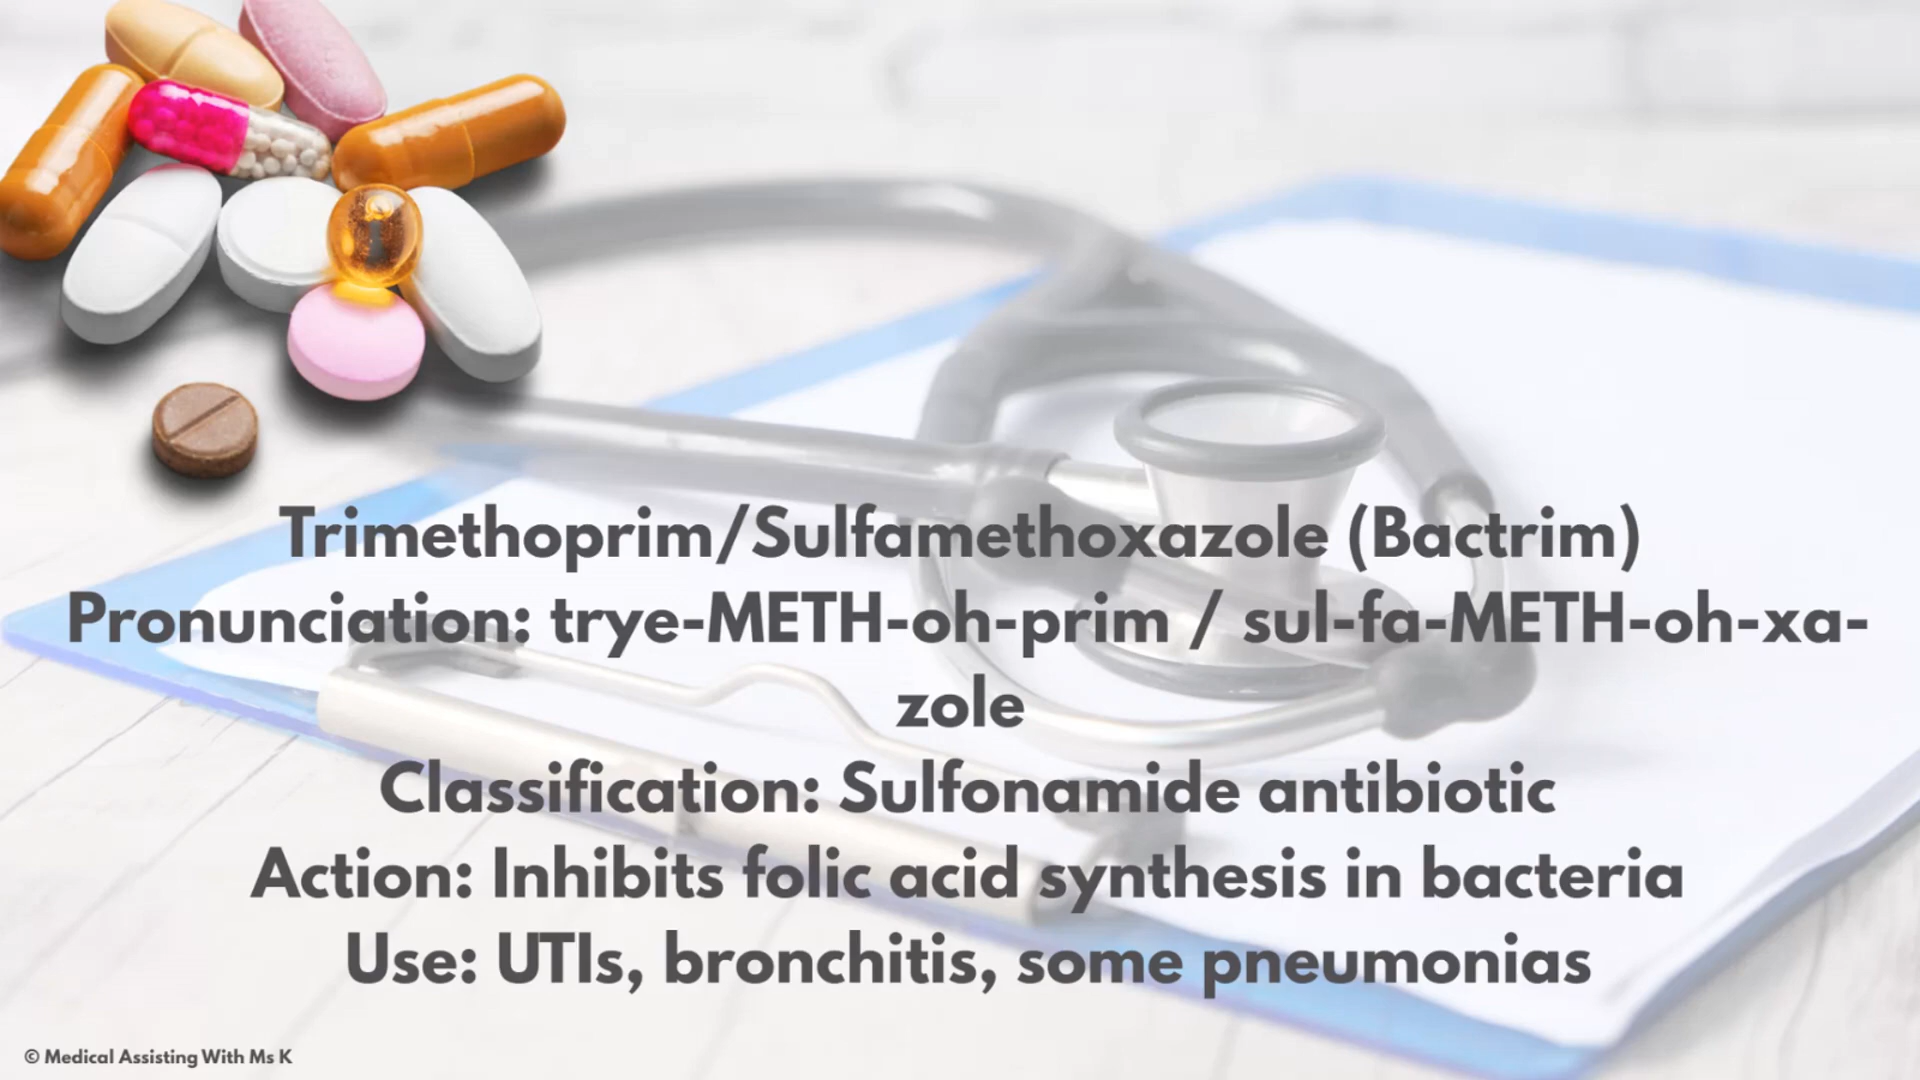 Trimethoprim/Sulfamethoxazole (Bactrim)
Pronunciation: trye-METH-oh-prim / sul-fa-METH-oh-xa-
zole
Classification: Sulfonamide antibiotic
Action: Inhibits folic acid synthesis in bacteria
Use: UTIs, bronchitis, some pneumonias
© Medical Assisting With Ms K